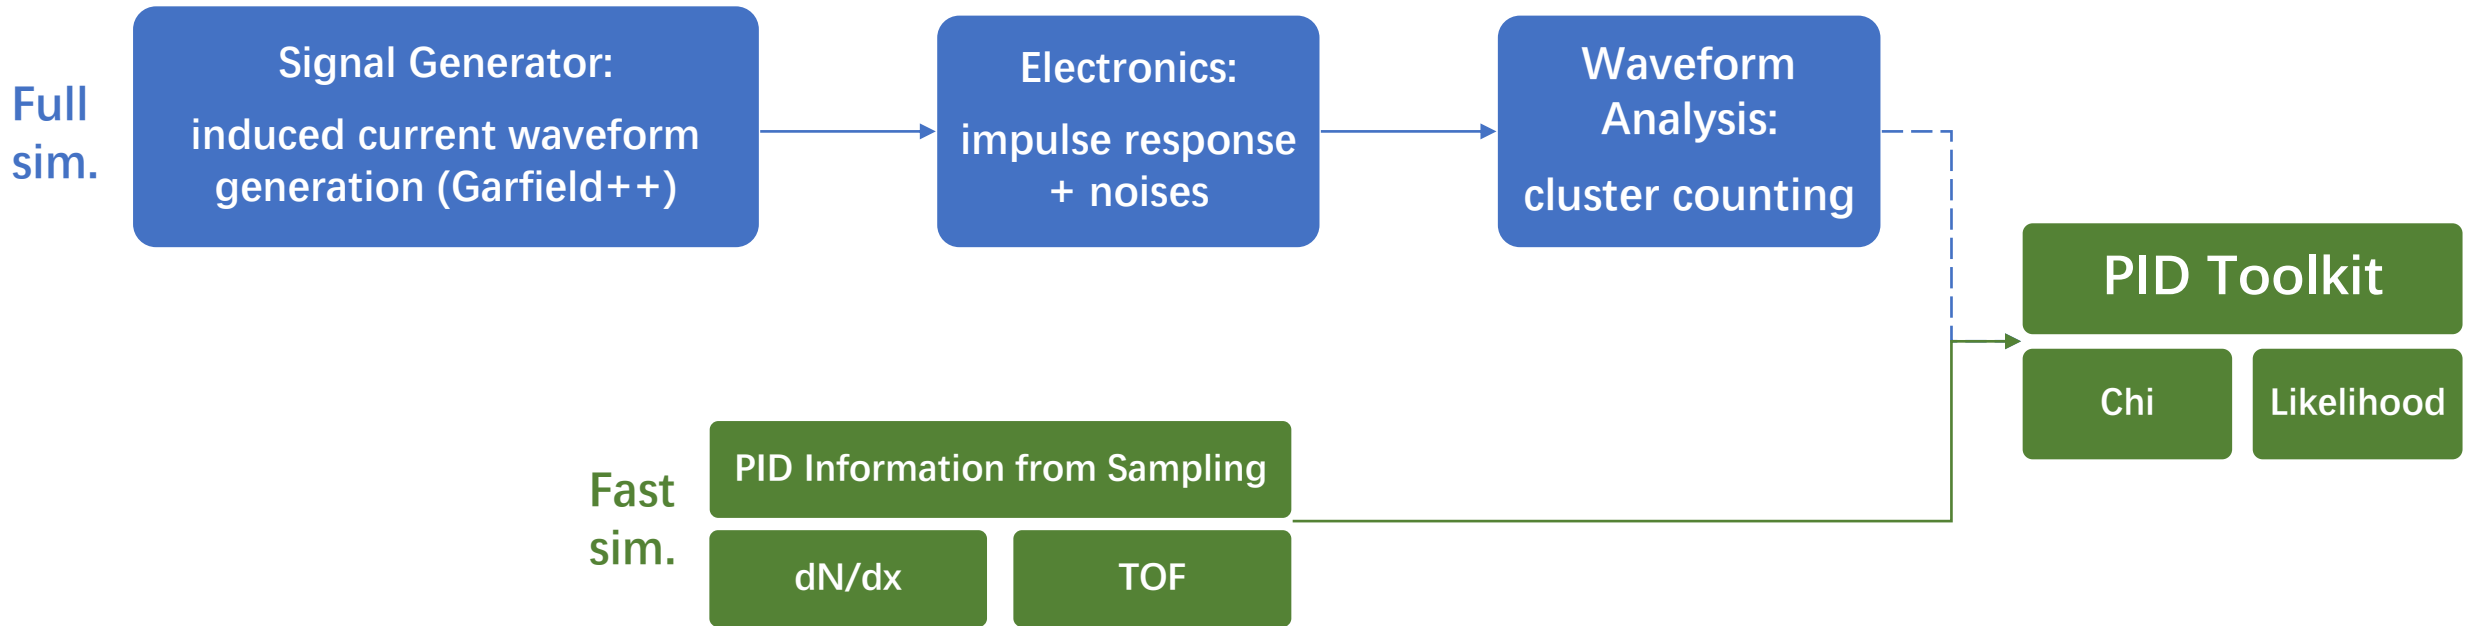 Full
sim.
Signal Generator:
induced current waveform
generation (Garfield++)
Electronics:
impulse response
+ noises
Waveform
Analysis:
cluster counting
PID Toolkit
Chi
Likelihood
Fast
sim.
PID Information from Sampling
dN/dx
TOF